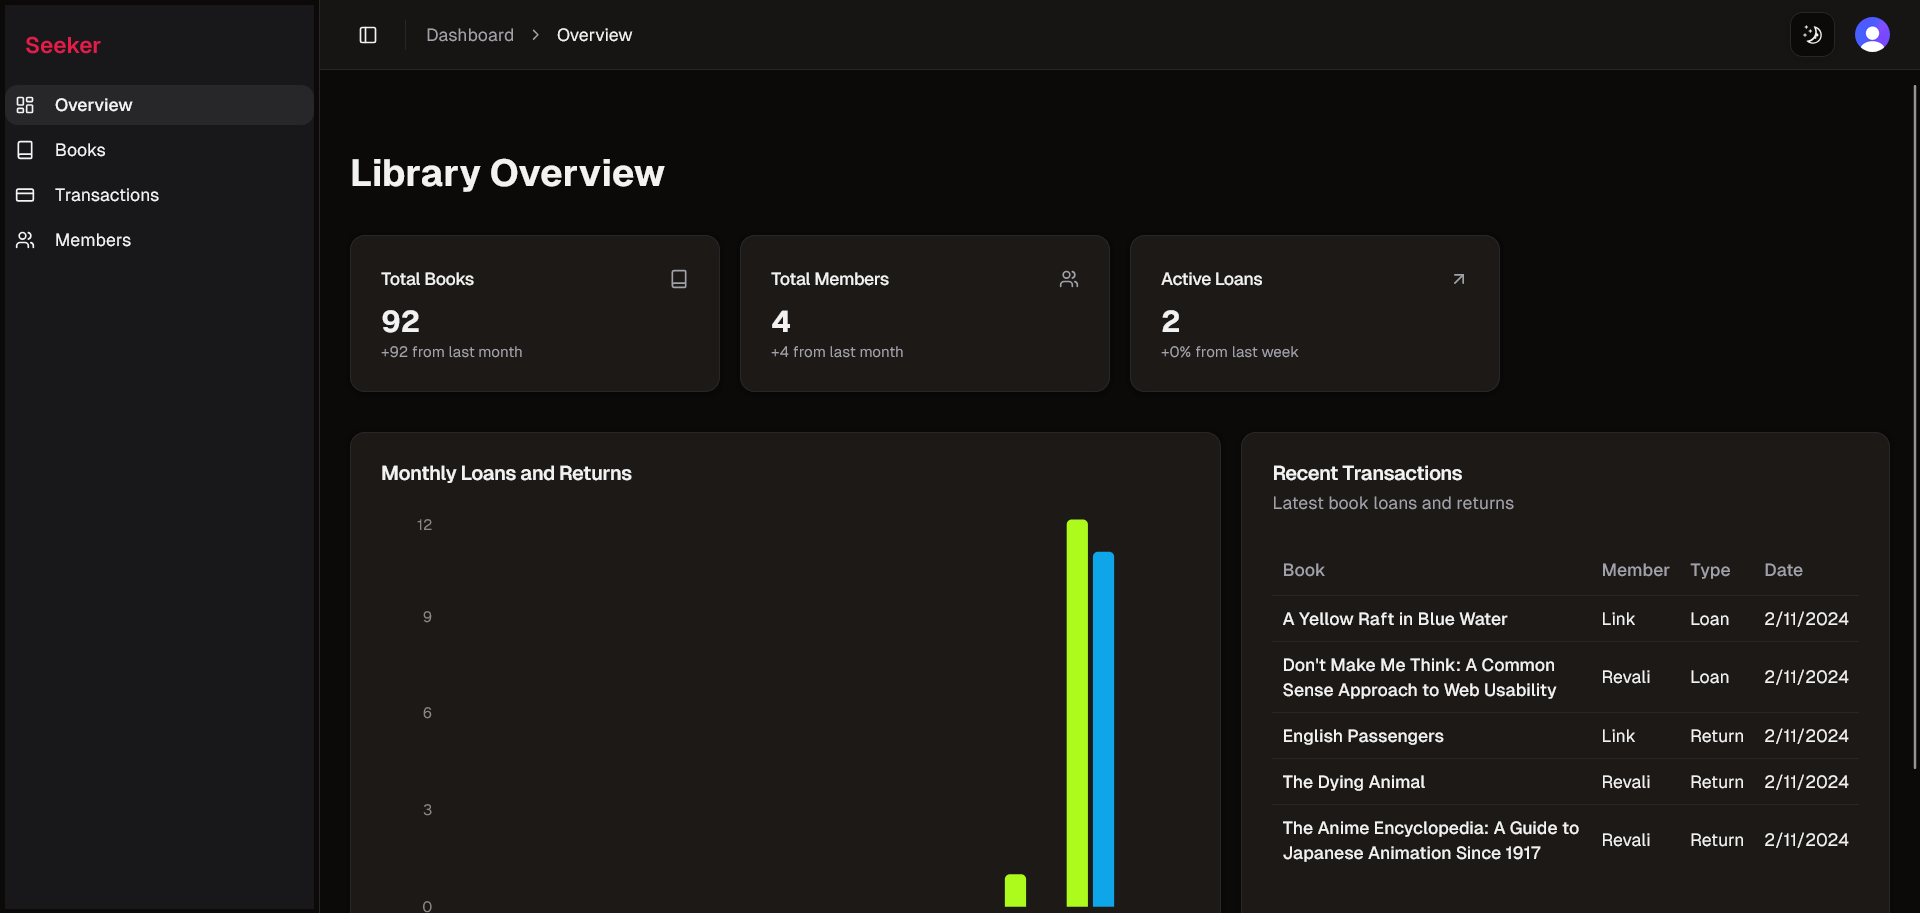 Seeker
Overview
Books
Transactions
Members
Dashboard > Overview
Library Overview
Total Books
92
+92 from last month
Total Members
4
+4 from last month
Active Loans
2
+0% from last week
Monthly Loans and Returns
12
9
6
3
0
Recent Transactions
Latest book loans and returns
Book Member Type Date
A Yellow Raft in Blue Water Link Loan 2/11/2024
Don't Make Me Think: A Common
Sense Approach to Web Usability Revali Loan 2/11/2024
English Passengers Link Return 2/11/2024
The Dying Animal Revali Return 2/11/2024
The Anime Encyclopedia: A Guide to
Japanese Animation Since 1917 Revali Return 2/11/2024